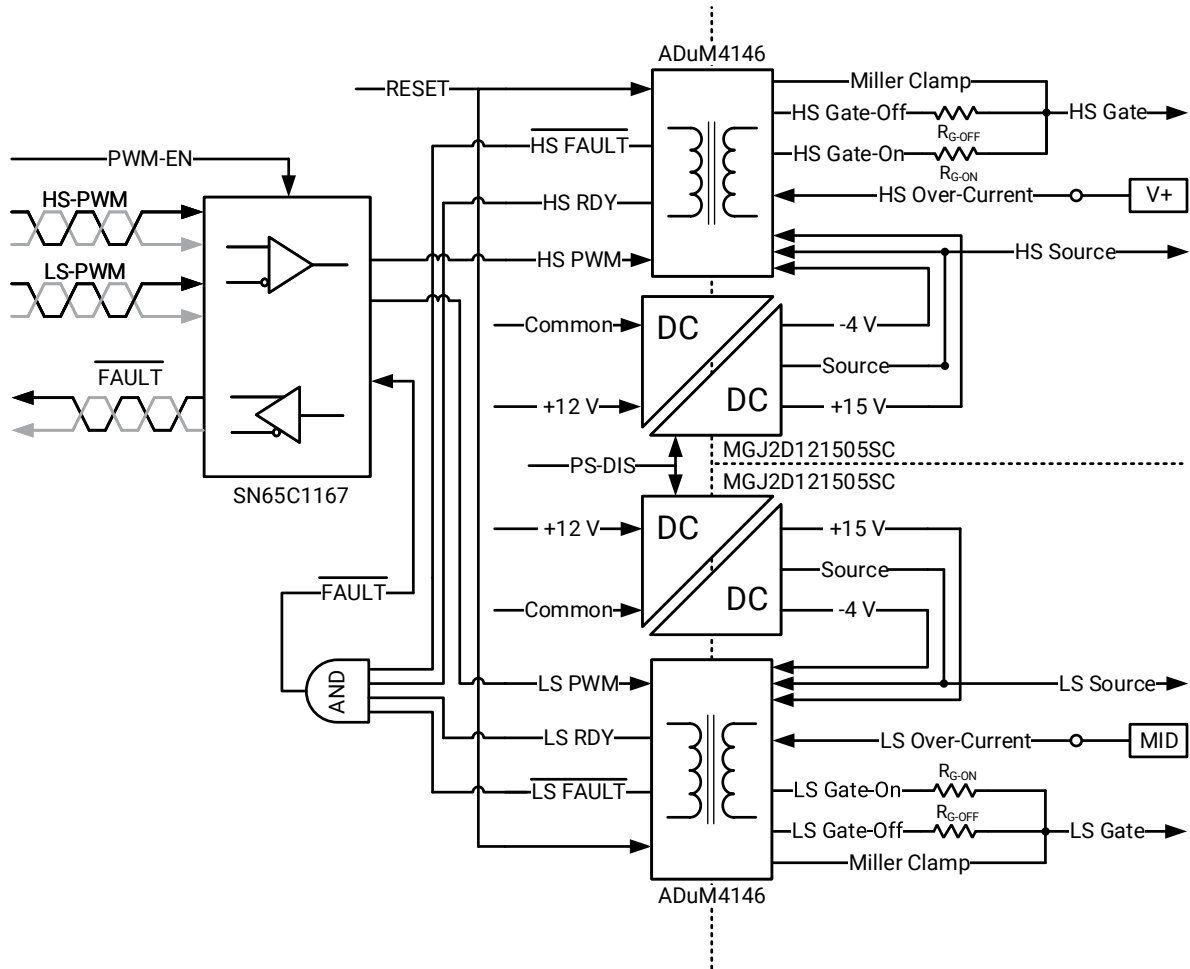 ADuM4146
RESET
Miller Clamp
HS Gate-Off
RG-OFF
HS Gate
HS FAULT
PWM-EN
HS Gate-On
RG-ON
HS-PWM
HS RDY
HS Over-Current
V+
HS PWM
HS Source
LS-PWM
Common
DC
-4 V
Source
FAULT
+12 V
DC
+15 V
MGJ2D121505SC
PS-DIS
MGJ2D121505SC
SN65C1167
+12 V
DC
+15 V
Source
FAULT
Common
DC
-4 V
AND
LS PWM
LS Source
LS RDY
LS Over-Current
MID
LS FAULT
LS Gate-On
RG-ON
LS Gate-Off
RG-OFF
LS Gate
Miller Clamp
ADuM4146